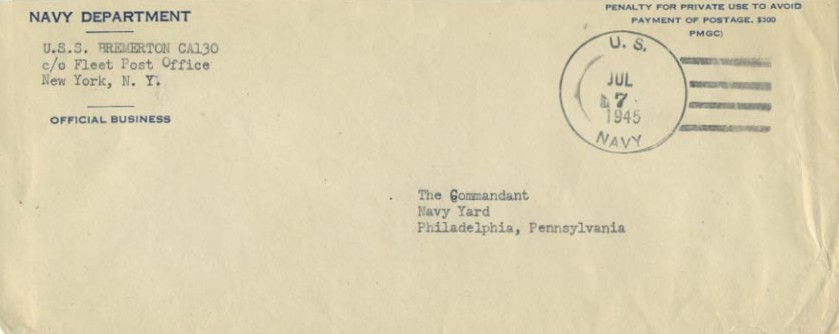 NAVY DEPARTMENT
U.S.S. BREMERTON CA130
c/o Fleet Post Office
New York, N. Y.
OFFICIAL BUSINESS
PENALTY FOR PRIVATE USE TO AVOID
PAYMENT OF POSTAGE, $300
PMGC)
U. S.
JUL
7
1945
NAVY
The Commandant
Navy Yard
Philadelphia, Pennsylvania